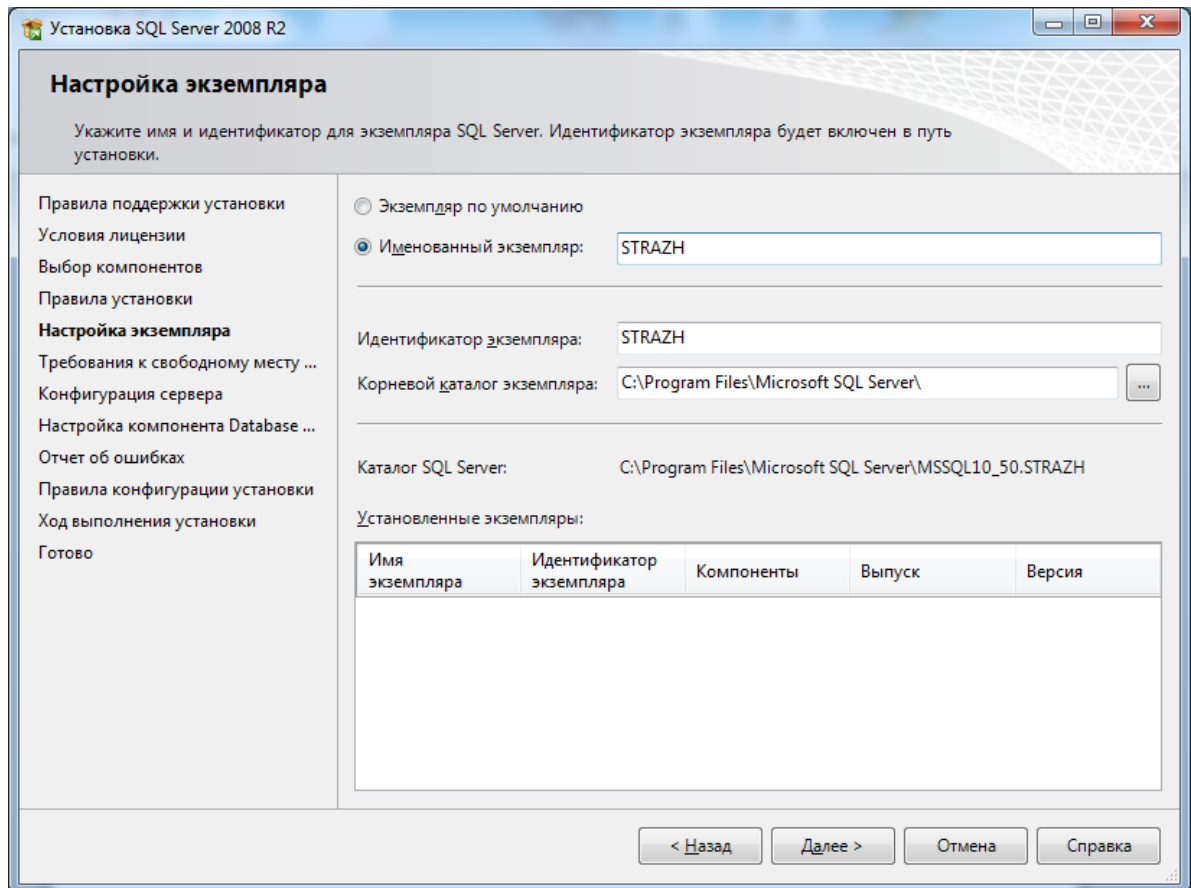 Установка SQL Server 2008 R2
Настройка экземпляра
Укажите имя и идентификатор для экземпляра SQL Server. Идентификатор экземпляра будет включен в путь
установки.
Правила поддержки установки
Условия лицензии
Выбор компонентов
Правила установки
Настройка экземпляра
Требования к свободному месту ...
Конфигурация сервера
Настройка компонента Database ...
Отчет об ошибках
Правила конфигурации установки
Ход выполнения установки
Готово
Экземпляр по умолчанию
Именованный экземпляр: STRAZH
Идентификатор экземпляра: STRAZH
Корневой каталог экземпляра: C:\Program Files\Microsoft SQL Server\ ...
Каталог SQL Server: C:\Program Files\Microsoft SQL Server\MSSQL10_50.STRAZH
Установленные экземпляры:
Имя экземпляра Идентификатор экземпляра Компоненты Выпуск Версия
< Назад Далее > Отмена Справка